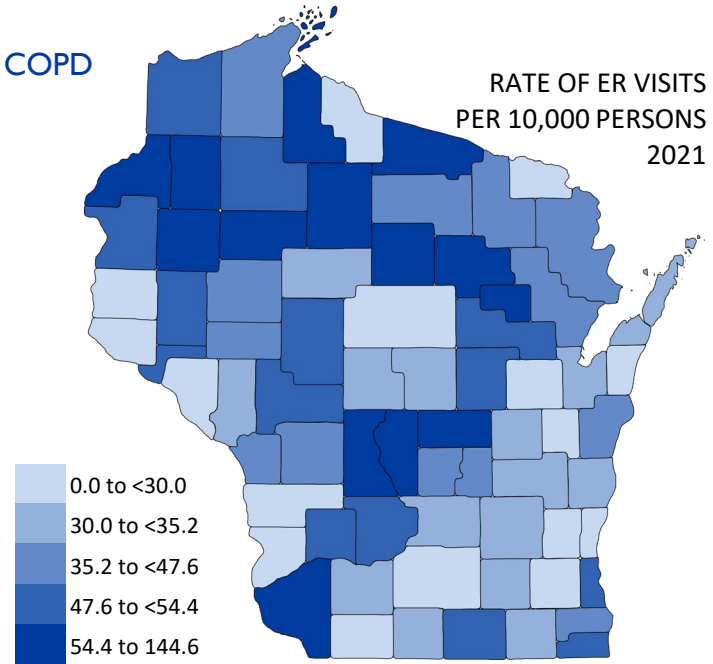 COPD
RATE OF ER VISITS
PER 10,000 PERSONS
2021
0.0 to <30.0
30.0 to <35.2
35.2 to <47.6
47.6 to <54.4
54.4 to 144.6